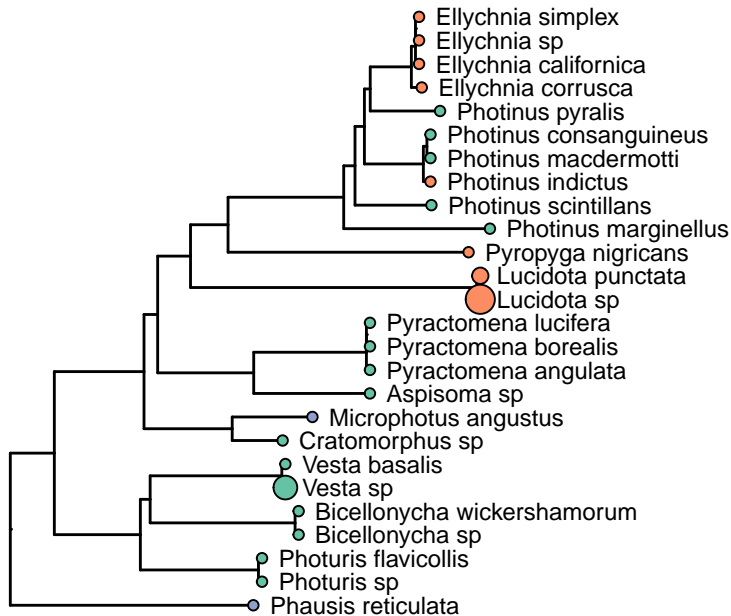 Ellychnia simplex
Ellychnia sp
Ellychnia californica
Ellychnia corrusca
Photinus pyralis
Photinus consanguineus
Photinus macdermotti
Photinus indictus
Photinus scintillans
Photinus marginellus
Pyropyga nigricans
Lucidota punctata
Lucidota sp
Pyractomena lucifera
Pyractomena borealis
Pyractomena angulata
Aspisoma sp
Microphotus angustus
Cratomorphus sp
Vesta basalis
Vesta sp
Bicellonycha wickershamorum
Bicellonycha sp
Photuris flavicollis
Photuris sp
Phausis reticulata